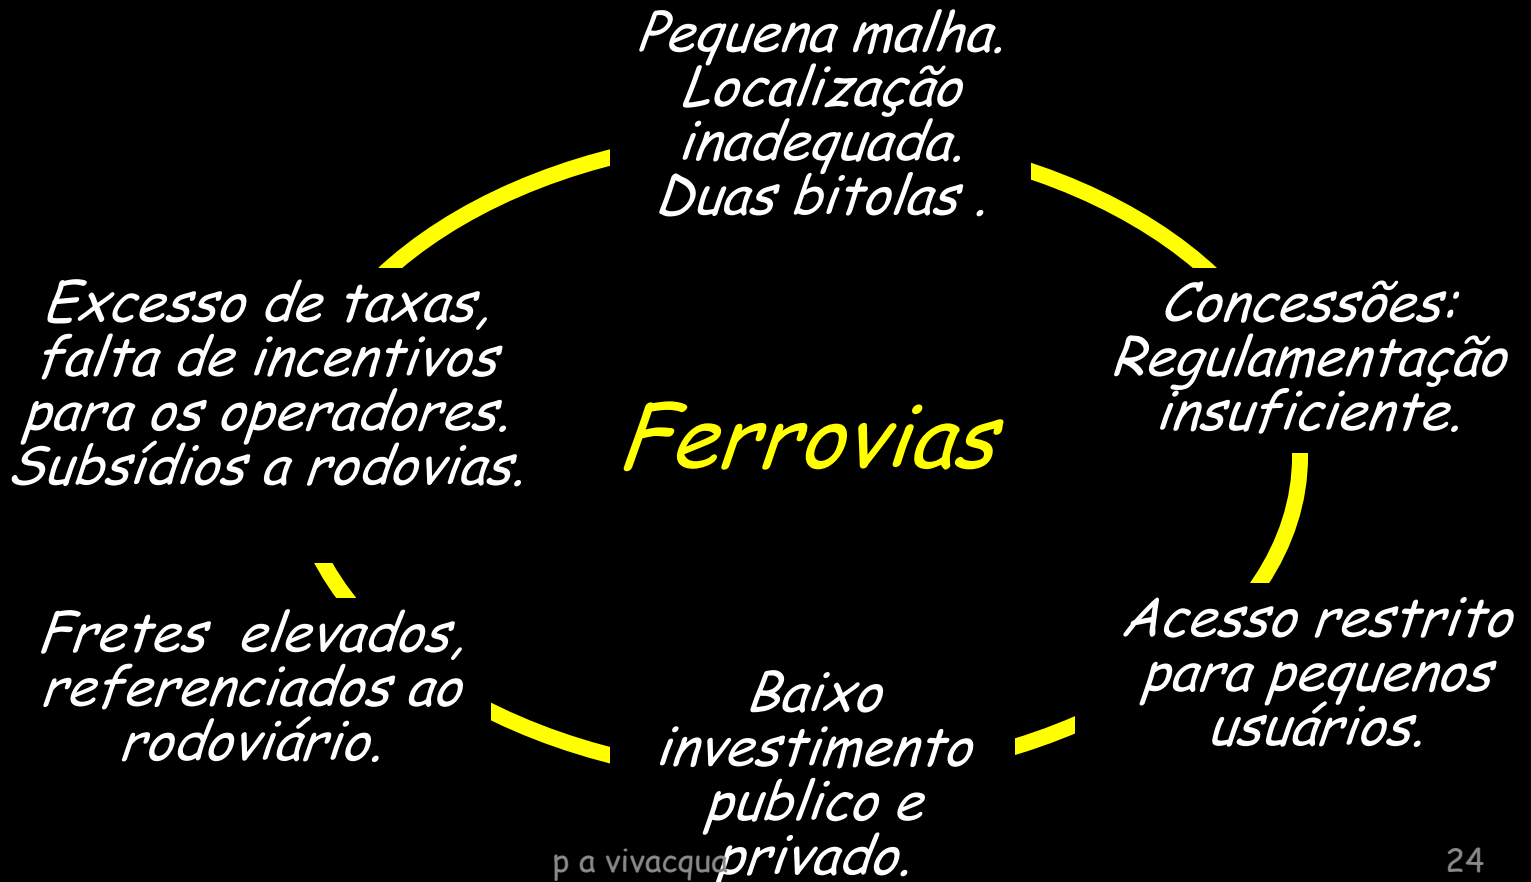 Pequena malha.
Localização
inadequada.
Duas bitolas .
Concessões:
Regulamentação
insuficiente.
Acesso restrito
para pequenos
usuários.
Baixo
investimento
publico e
privado.
Fretes  elevados,
referenciados ao
rodoviário.
Excesso de taxas,
falta de incentivos
para os operadores.
Subsídios a rodovias.
Ferrovias
p a vivacqua
24